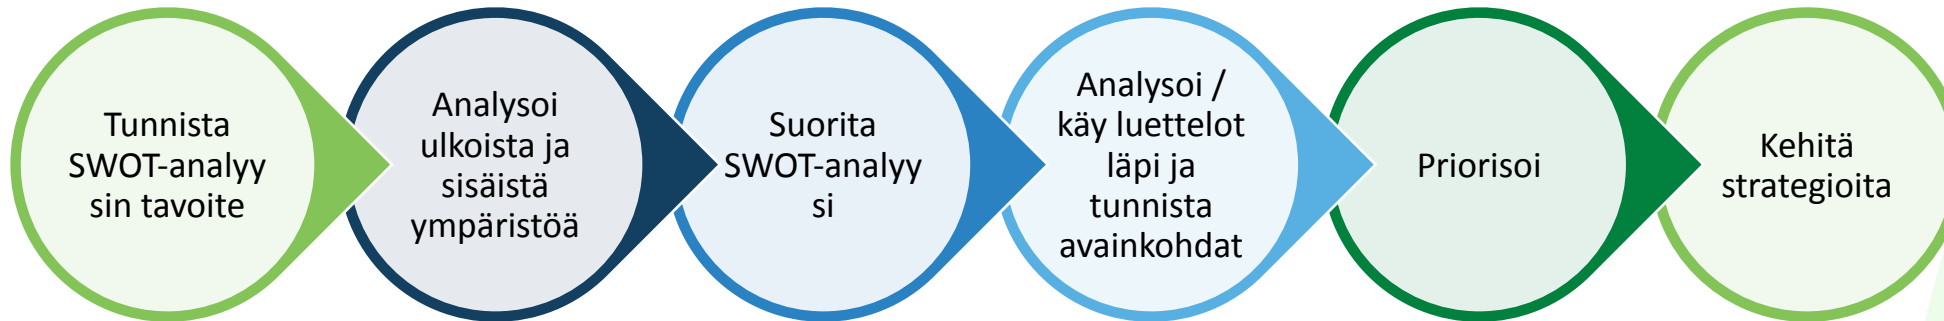 Tunnista
SWOT-analyy
sin tavoite
Analysoi
ulkoista ja
sisäistä
ympäristöä
Suorita
SWOT-analyy
si
Analysoi /
käy luettelot
läpi ja
tunnista
avainkohdat
Priorisoi
Kehitä
strategioita